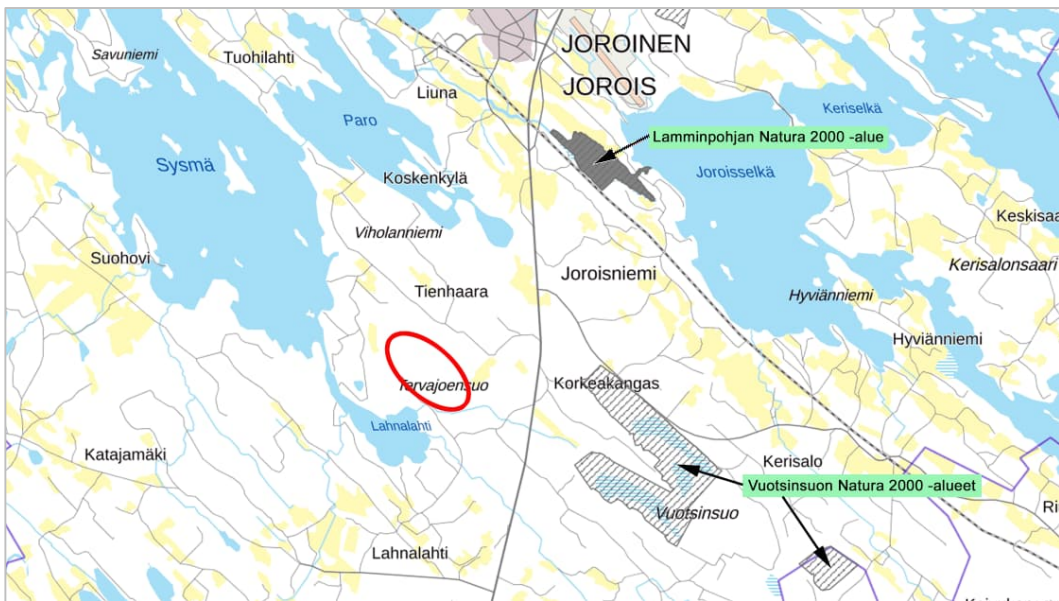 Savuniemi
Tuohilahti
JOROINEN
JOROIS
Liuna
Paro
Keriselkä
Lamminpohjan Natura 2000 -alue
Sysmä
Koskenkylä
Joroisselkä
Keskisaa
Viholanniemi
Suohovi
Joroisniemi
Kerisalonsaari
Tienhaara
Hyviänniemi
Hyviänniemi
Tervajoensuo
Korkeakangas
Lahnalahti
Katajamäki
Kerisalo
Vuotsinsuon Natura 2000 -alueet
Vuotsinsuo
Ri
Lahnalahti